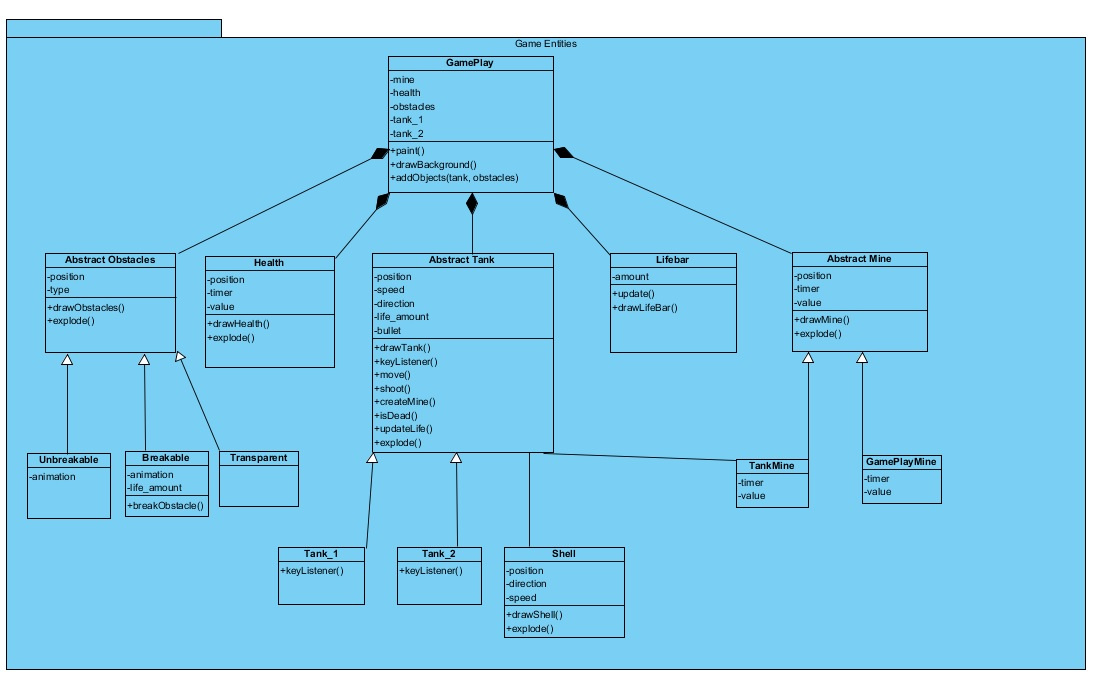 Game Entities
GamePlay
-mine
-health
-obstacles
-tank_1
-tank_2
+paint()
+drawBackground()
+addObjects(tank, obstacles)
Abstract Obstacles
-position
-type
+drawObstacles()
+explode()
Health
-position
-timer
-value
+drawHealth()
+explode()
Abstract Tank
-position
-speed
-direction
-life_amount
-bullet
+drawTank()
+keyListener()
+move()
+shoot()
+createMine()
+isDead()
+updateLife()
+explode()
Lifebar
-amount
+update()
+drawLifeBar()
Abstract Mine
-position
-timer
-value
+drawMine()
+explode()
Unbreakable
-animation
Breakable
-animation
-life_amount
+breakObstacle()
Transparent
TankMine
-timer
-value
GamePlayMine
-timer
-value
Tank_1
+keyListener()
Tank_2
+keyListener()
Shell
-position
-direction
-speed
+drawShell()
+explode()